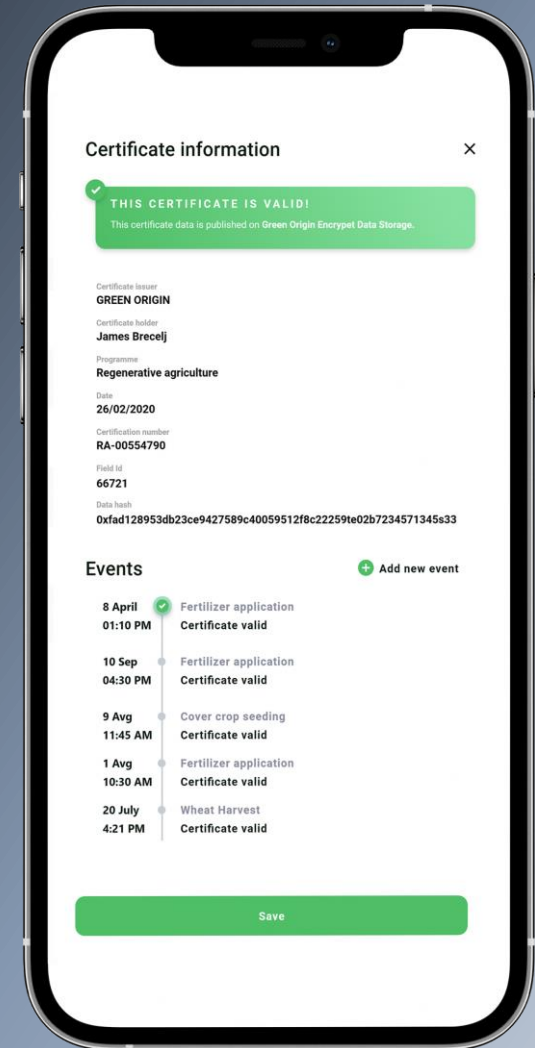 Certificate information
THIS CERTIFICATE IS VALID!
This certificate data is published on Green Origin Encrypet Data Storage.
Certificate issuer
GREEN ORIGIN
Certificate holder
James Brecelj
Programme
Regenerative agriculture
Date
26/02/2020
Certification number
RA-00554790
Field Id
66721
Data hash
0xfad128953db23ce9427589c40059512f8c22259te02b7234571345s33
Events
Add new event
8 April Fertilizer application
01:10 PM Certificate valid
10 Sep Fertilizer application
04:30 PM Certificate valid
9 Avg Cover crop seeding
11:45 AM Certificate valid
1 Avg Fertilizer application
10:30 AM Certificate valid
20 July Wheat Harvest
4:21 PM Certificate valid
Save